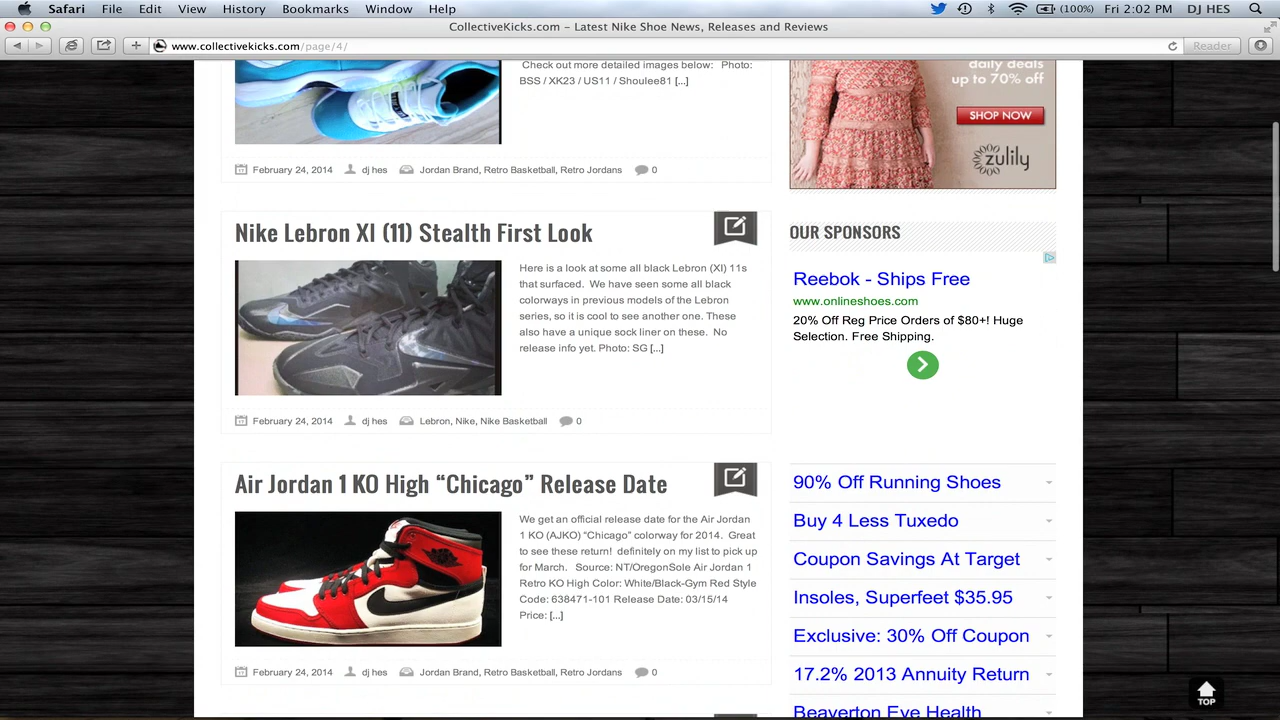 Safari File Edit View History Bookmarks Window Help (100%) Fri 2:02 PM DJ HES
CollectiveKicks.com – Latest Nike Shoe News, Releases and Reviews
www.collectivekicks.com/page/4/
Reader
Check out more detailed images below: Photo:
BSS / XK23 / US11 / Shoulee81 [...]
February 24, 2014 dj hes Jordan Brand, Retro Basketball, Retro Jordans 0
Nike Lebron XI (11) Stealth First Look
Here is a look at some all black Lebron (XI) 11s
that surfaced. We have seen some all black
colorways in previous models of the Lebron
series, so it is cool to see another one. These
also have a unique sock liner on these. No
release info yet. Photo: SG [...]
February 24, 2014 dj hes Lebron, Nike, Nike Basketball 0
Air Jordan 1 KO High “Chicago” Release Date
We get an official release date for the Air Jordan
1 KO (AJKO) “Chicago” colorway for 2014. Great
to see these return! definitely on my list to pick up
for March. Source: NT/OregonSole Air Jordan 1
Retro KO High Color: White/Black-Gym Red Style
Code: 638471-101 Release Date: 03/15/14
Price: [...]
February 24, 2014 dj hes Jordan Brand, Retro Basketball, Retro Jordans 0
daily deals
up to 70% off
SHOP NOW
zulily
OUR SPONSORS
Reebok - Ships Free
www.onlineshoes.com
20% Off Reg Price Orders of $80+! Huge
Selection. Free Shipping.
90% Off Running Shoes
Buy 4 Less Tuxedo
Coupon Savings At Target
Insoles, Superfeet $35.95
Exclusive: 30% Off Coupon
17.2% 2013 Annuity Return
Beaverton Eye Health
TOP